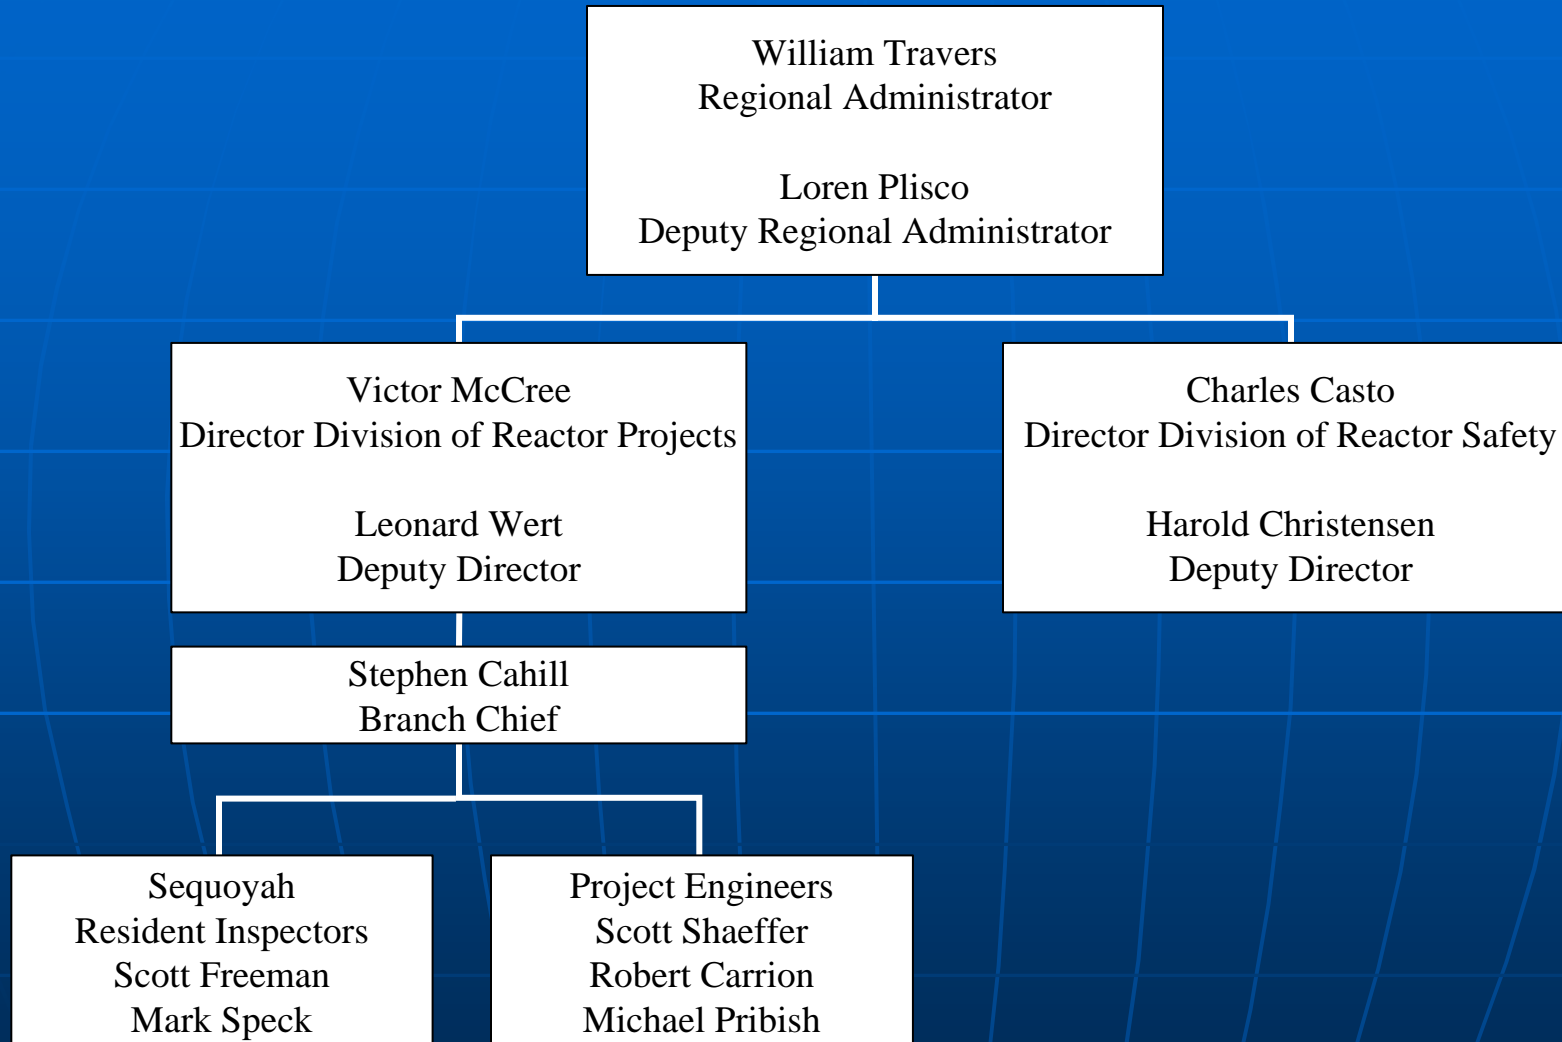 William Travers
Regional Administrator
Loren Plisco
Deputy Regional Administrator
Victor McCree
Director Division of Reactor Projects
Leonard Wert
Deputy Director
Charles Casto
Director Division of Reactor Safety
Harold Christensen
Deputy Director
Stephen Cahill
Branch Chief
Sequoyah
Resident Inspectors
Scott Freeman
Mark Speck
Project Engineers
Scott Shaeffer
Robert Carrion
Michael Pribish